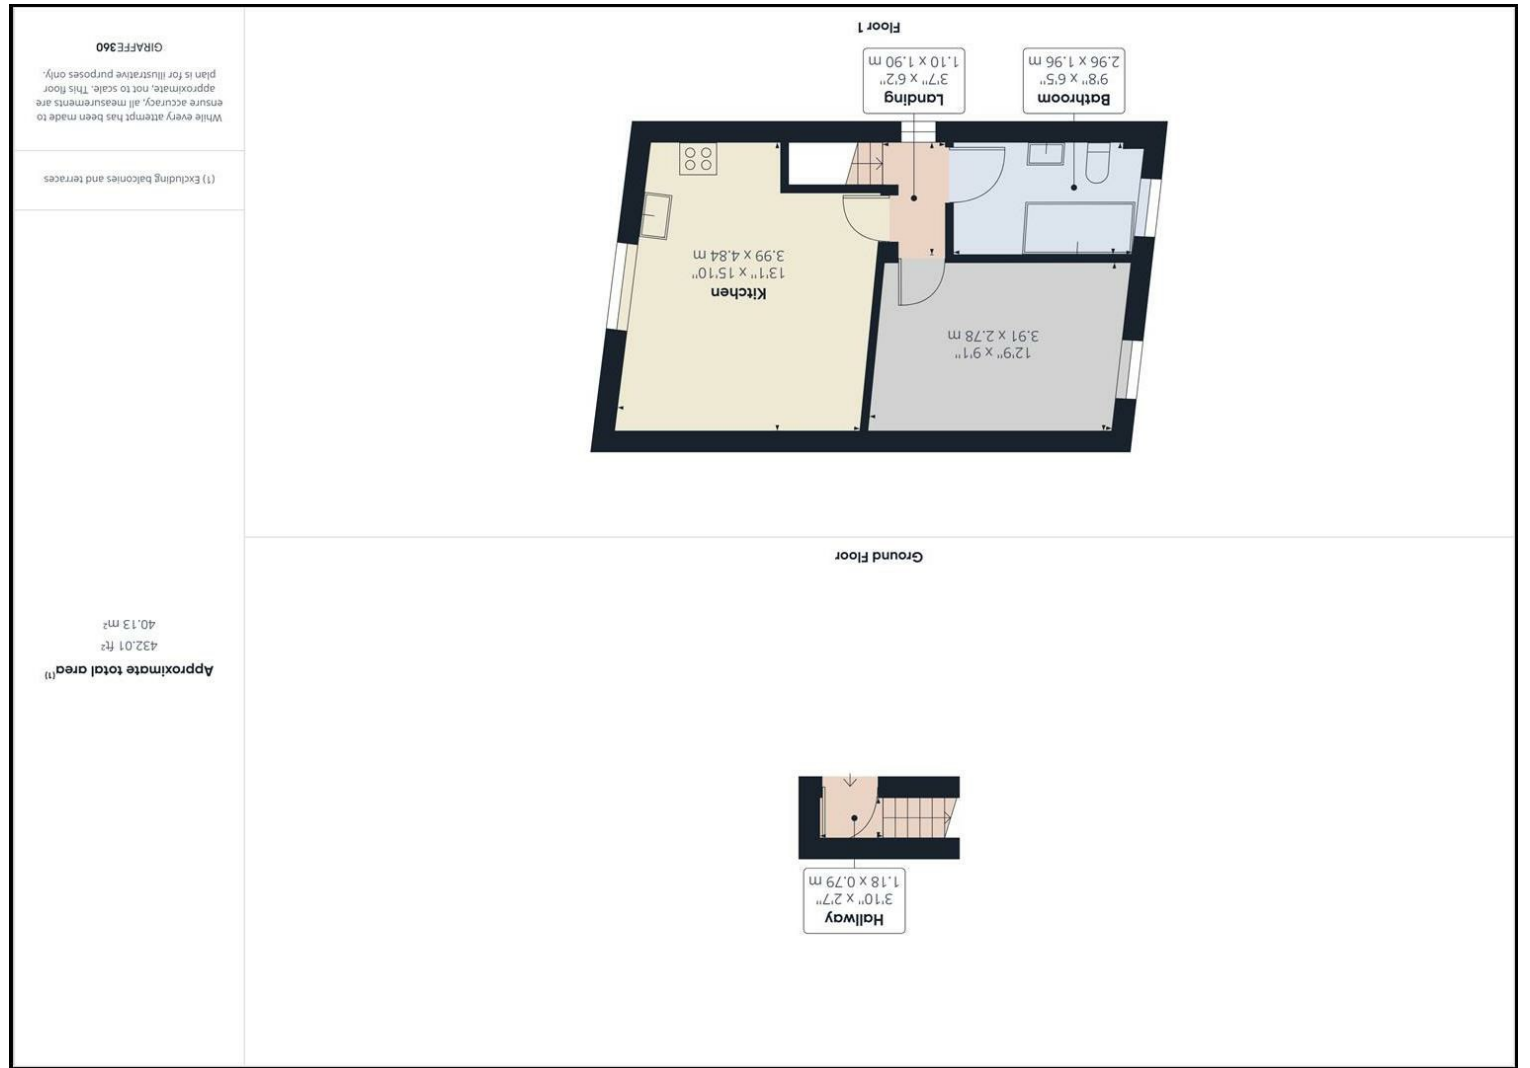 Hallway
3'10" x 2'7"
1.18 x 0.79 m
Ground Floor
12'9" x 9'1"
3.91 x 2.78 m
Kitchen
13'1" x 15'10"
3.99 x 4.84 m
Bathroom
9'8" x 6'5"
2.96 x 1.96 m
Landing
3'7" x 6'2"
1.10 x 1.90 m
Floor 1
Approximate total area(1)
432.01 ft²
40.13 m²
(1) Excluding balconies and terraces
While every attempt has been made to
ensure accuracy, all measurements are
approximate, not to scale. This floor
plan is for illustrative purposes only.
GIRAFFE360